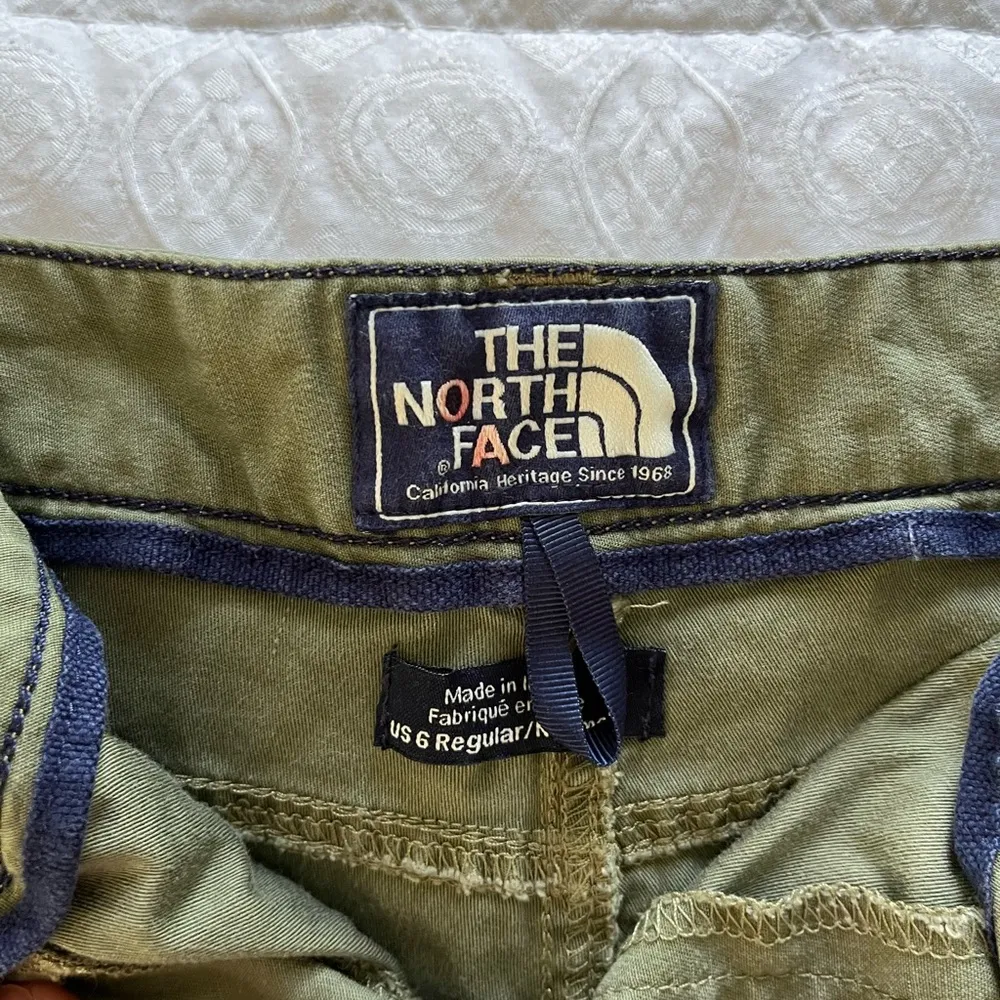 THE
NORTH
FACE
®
California Heritage Since 1968
Made in
Fabriqué en
US 6 Regular/